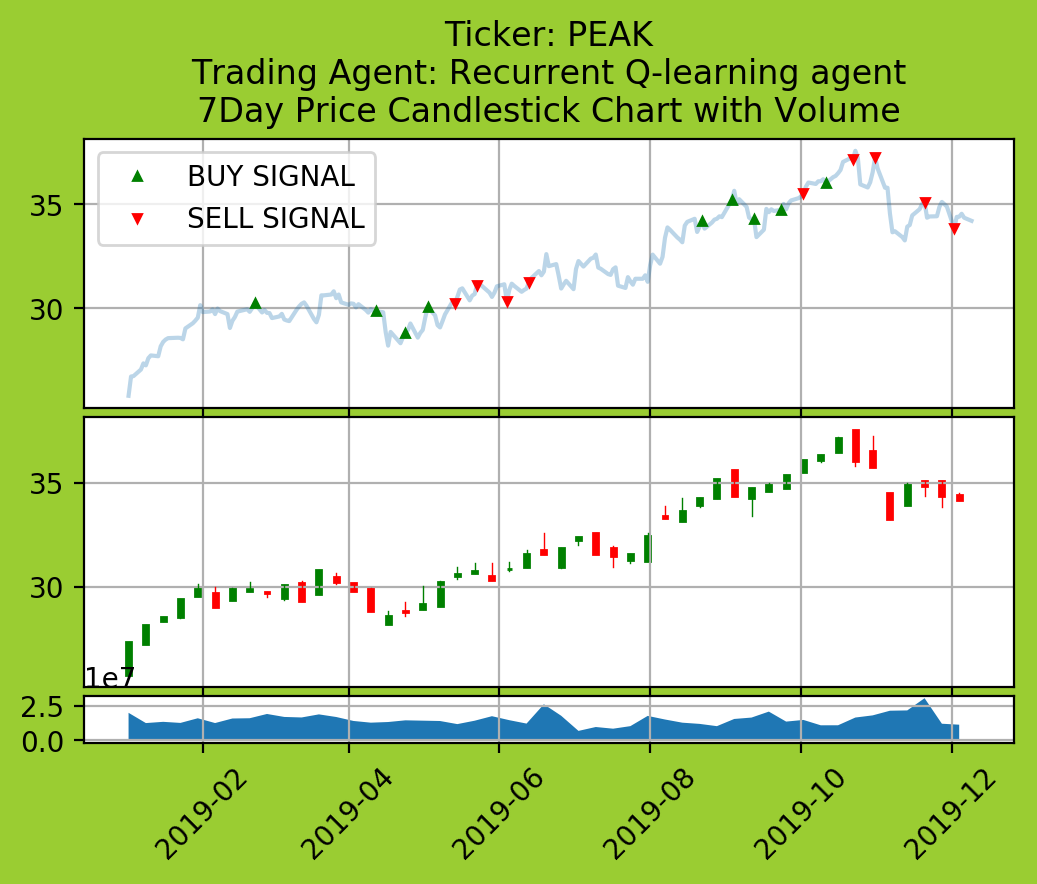 Ticker: PEAK
Trading Agent: Recurrent Q-learning agent
7Day Price Candlestick Chart with Volume
BUY SIGNAL
SELL SIGNAL
35
30
35
30
1e7
2.5
0.0
2019-02
2019-04
2019-06
2019-08
2019-10
2019-12